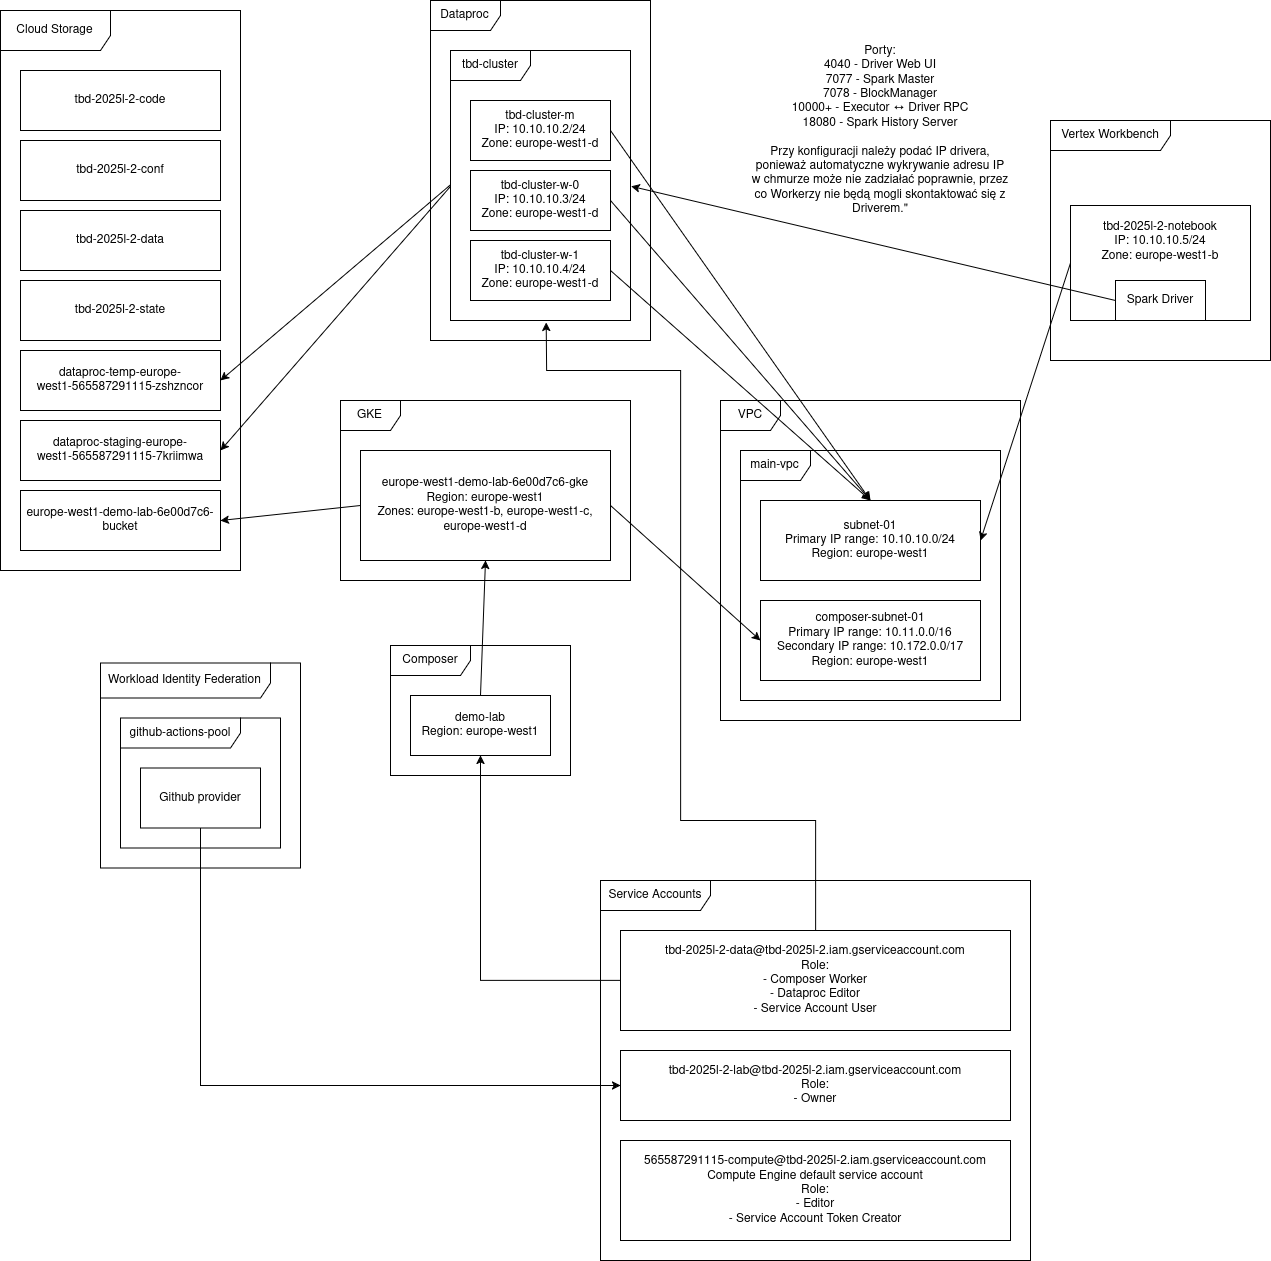 Cloud Storage
tbd-2025l-2-code
tbd-2025l-2-conf
tbd-2025l-2-data
tbd-2025l-2-state
dataproc-temp-europe-
west1-565587291115-zshzncor
dataproc-staging-europe-
west1-565587291115-7kriimwa
europe-west1-demo-lab-6e00d7c6-
bucket
Dataproc
tbd-cluster
tbd-cluster-m
IP: 10.10.10.2/24
Zone: europe-west1-d
tbd-cluster-w-0
IP: 10.10.10.3/24
Zone: europe-west1-d
tbd-cluster-w-1
IP: 10.10.10.4/24
Zone: europe-west1-d
Porty:
4040 - Driver Web UI
7077 - Spark Master
7078 - BlockManager
10000+ - Executor ↔ Driver RPC
18080 - Spark History Server
Przy konfiguracji należy podać IP drivera,
ponieważ automatyczne wykrywanie adresu IP
w chmurze może nie zadziałać poprawnie, przez
co Workerzy nie będą mogli skontaktować się z
Driverem."
Vertex Workbench
tbd-2025l-2-notebook
IP: 10.10.10.5/24
Zone: europe-west1-b
Spark Driver
GKE
europe-west1-demo-lab-6e00d7c6-gke
Region: europe-west1
Zones: europe-west1-b, europe-west1-c,
europe-west1-d
VPC
main-vpc
subnet-01
Primary IP range: 10.10.10.0/24
Region: europe-west1
composer-subnet-01
Primary IP range: 10.11.0.0/16
Secondary IP range: 10.172.0.0/17
Region: europe-west1
Composer
demo-lab
Region: europe-west1
Workload Identity Federation
github-actions-pool
Github provider
Service Accounts
tbd-2025l-2-data@tbd-2025l-2.iam.gserviceaccount.com
Role:
- Composer Worker
- Dataproc Editor
- Service Account User
tbd-2025l-2-lab@tbd-2025l-2.iam.gserviceaccount.com
Role:
- Owner
565587291115-compute@tbd-2025l-2.iam.gserviceaccount.com
Compute Engine default service account
Role:
- Editor
- Service Account Token Creator